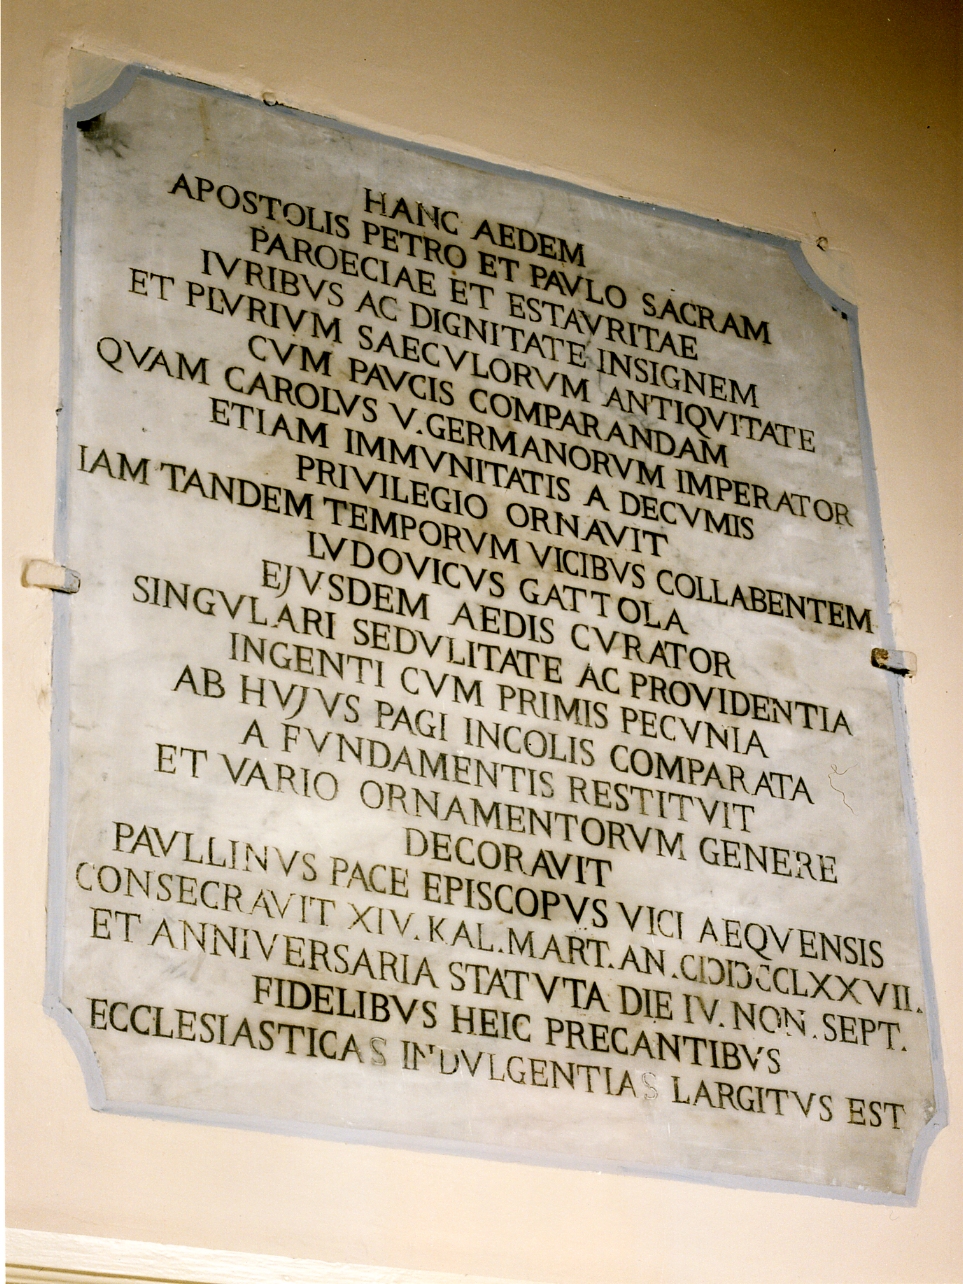 HANC AEDEM
APOSTOLIS PETRO ET PAVLO SACRAM
PAROECIAE ET ESTAVRITAE
IVRIBVS AC DIGNITATE INSIGNEM
ET PLVRIVM SAECVLORVM ANTIQVITATE
CVM PAVCIS COMPARANDAM
QVAM CAROLVS V. GERMANORVM IMPERATOR
ETIAM IMMVNITATIS A DECVMIS
PRIVILEGIO ORNAVIT
IAM TANDEM TEMPORVM VICIBVS COLLABENTEM
LVDOVICVS GATTOLA
EJVSDEM AEDIS CVRATOR
SINGVLARI SEDVLITATE AC PROVIDENTIA
INGENTI CVM PRIMIS PECVNIA
AB HVJVS PAGI INCOLIS COMPARATA
A FVNDAMENTIS RESTITVIT
ET VARIO ORNAMENTORVM GENERE
DECORAVIT
PAVLLINVS PACE EPISCOPVS VICI AEQVENSIS
CONSECRAVIT XIV. KAL. MART. AN. CIƆIƆCCLXXVII.
ET ANNIVERSARIA STATVTA DIE IV. NON. SEPT.
FIDELIBVS HEIC PRECANTIBVS
ECCLESIASTICAS INDVLGENTIAS LARGITVS EST